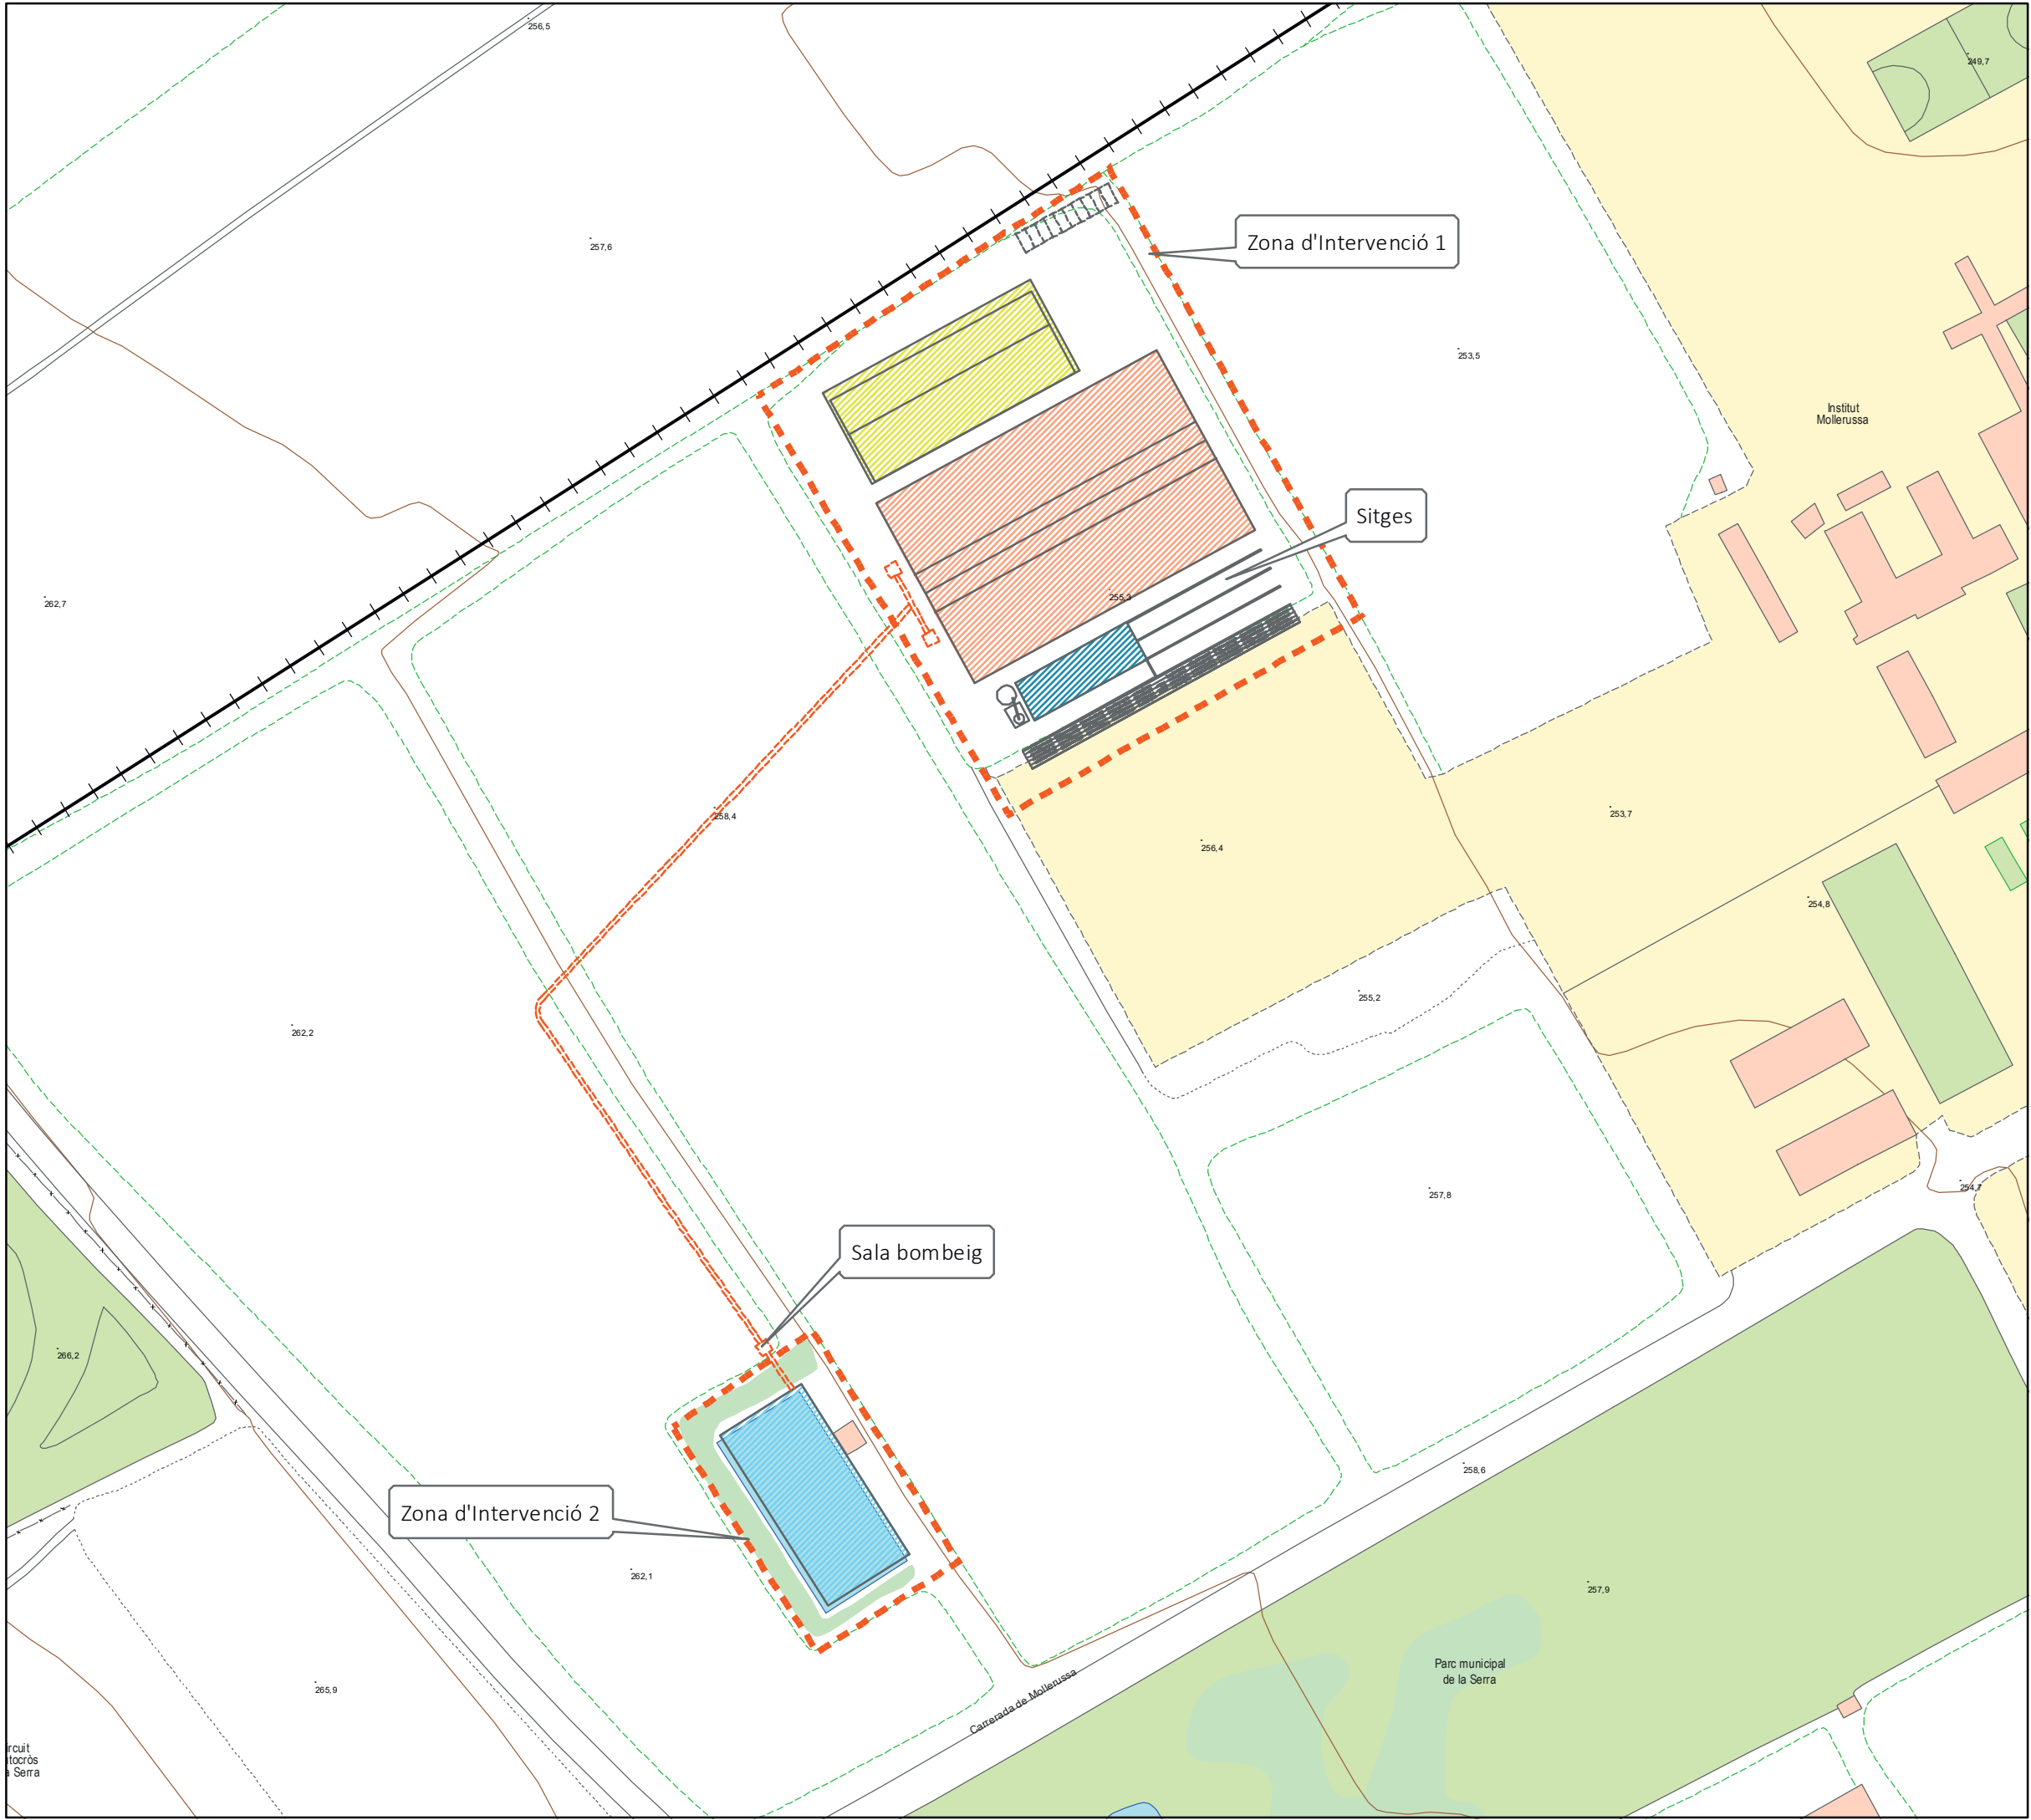 256,5
249,7
257,6
Zona d'Intervenció 1
253,5
Institut
Mollerussa
Sitges
255,3
262,7
258,4
253,7
256,4
254,8
255,2
262,2
257,8
254,7
Sala bombeig
266,2
258,6
Zona d'Intervenció 2
262,1
257,9
Parc municipal
de la Serra
265,9
Carrerada de Mollerussa
ircuit
tocròs
a Serra